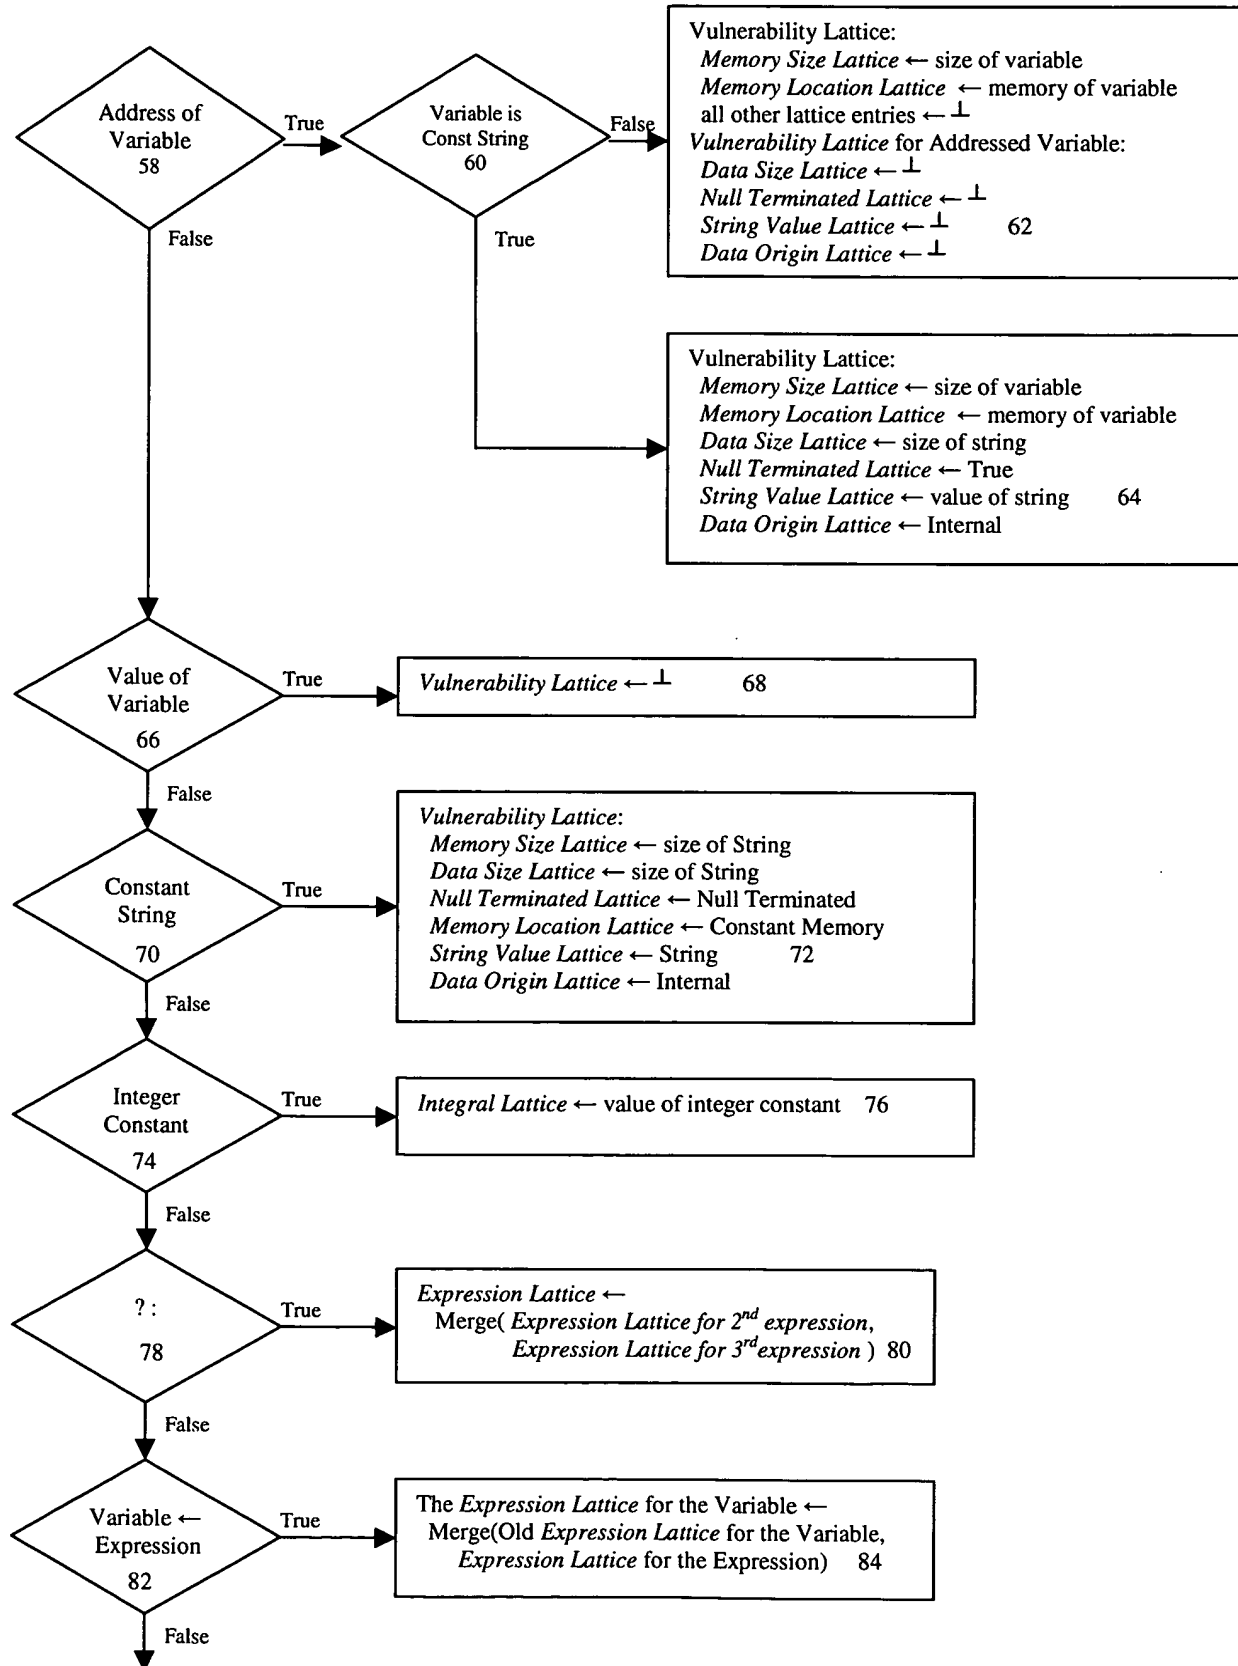 Address of
Variable
58
True
False
Variable is
Const String
60
False
True
Vulnerability Lattice:
Memory Size Lattice ← size of variable
Memory Location Lattice ← memory of variable
all other lattice entries ← ⊥
Vulnerability Lattice for Addressed Variable:
Data Size Lattice ← ⊥
Null Terminated Lattice ← ⊥
String Value Lattice ← ⊥ 62
Data Origin Lattice ← ⊥
Vulnerability Lattice:
Memory Size Lattice ← size of variable
Memory Location Lattice ← memory of variable
Data Size Lattice ← size of string
Null Terminated Lattice ← True
String Value Lattice ← value of string 64
Data Origin Lattice ← Internal
Value of
Variable
66
True
False
Vulnerability Lattice ← ⊥ 68
Constant
String
70
True
False
Vulnerability Lattice:
Memory Size Lattice ← size of String
Data Size Lattice ← size of String
Null Terminated Lattice ← Null Terminated
Memory Location Lattice ← Constant Memory
String Value Lattice ← String 72
Data Origin Lattice ← Internal
Integer
Constant
74
True
False
Integral Lattice ← value of integer constant 76
? :
78
True
False
Expression Lattice ←
Merge( Expression Lattice for 2nd expression,
Expression Lattice for 3rd expression ) 80
Variable ←
Expression
82
True
False
The Expression Lattice for the Variable ←
Merge(Old Expression Lattice for the Variable,
Expression Lattice for the Expression) 84